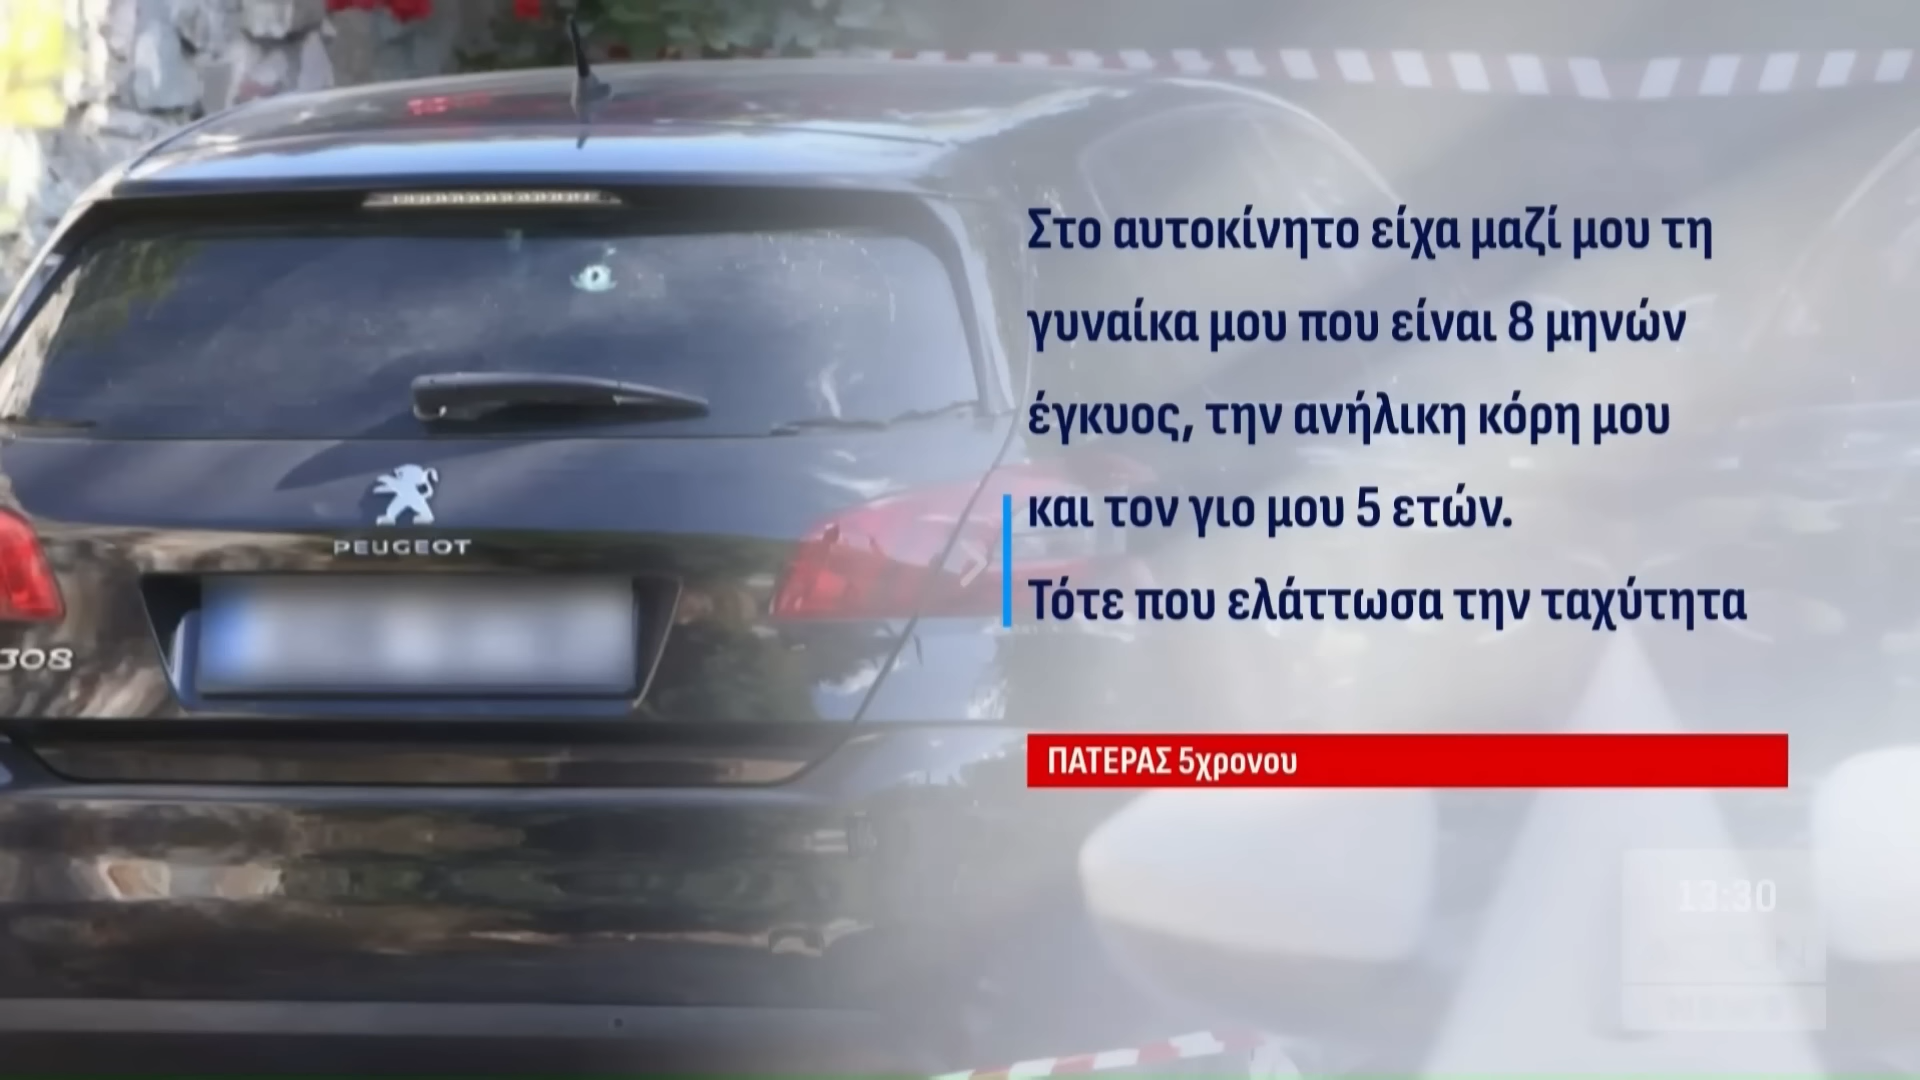 Στο αυτοκίνητο είχα μαζί μου τη
γυναίκα μου που είναι 8 μηνών
έγκυος, την ανήλικη κόρη μου
και τον γιο μου 5 ετών.
Τότε που ελάττωσα την ταχύτητα
ΠΑΤΕΡΑΣ 5χρονου
PEUGEOT
308
13:30